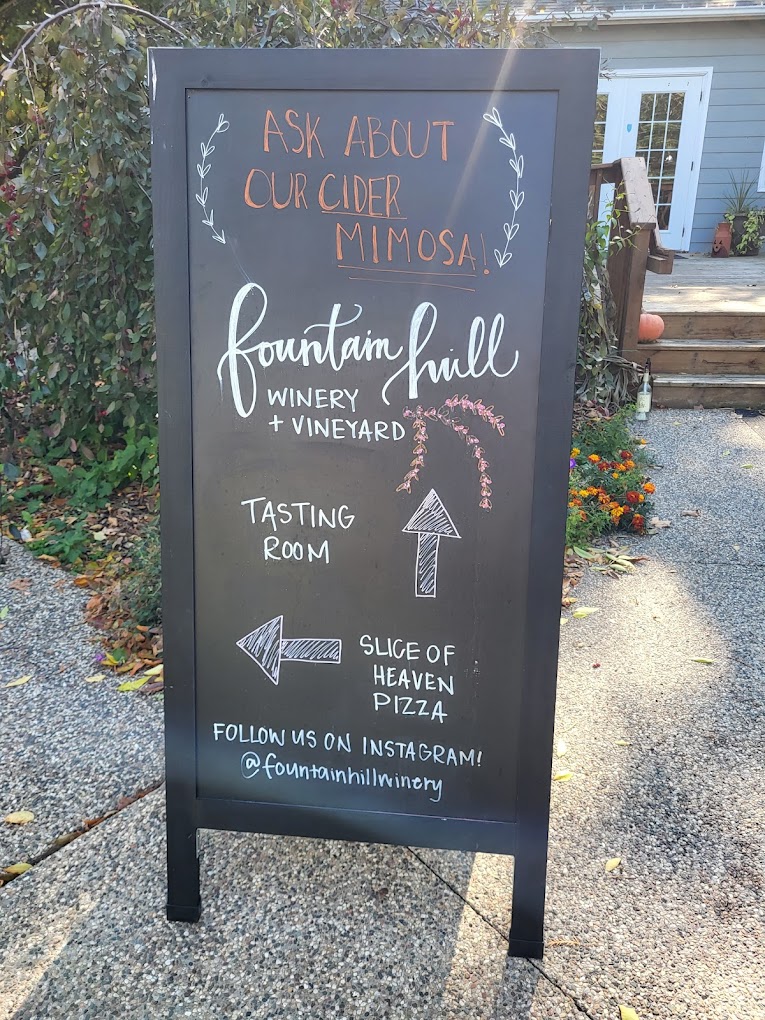 ASK ABOUT
OUR CIDER
MIMOSA!
fountain hill
WINERY
+ VINEYARD
TASTING
ROOM
SLICE OF
HEAVEN
PIZZA
FOLLOW US ON INSTAGRAM!
@fountainhillwinery